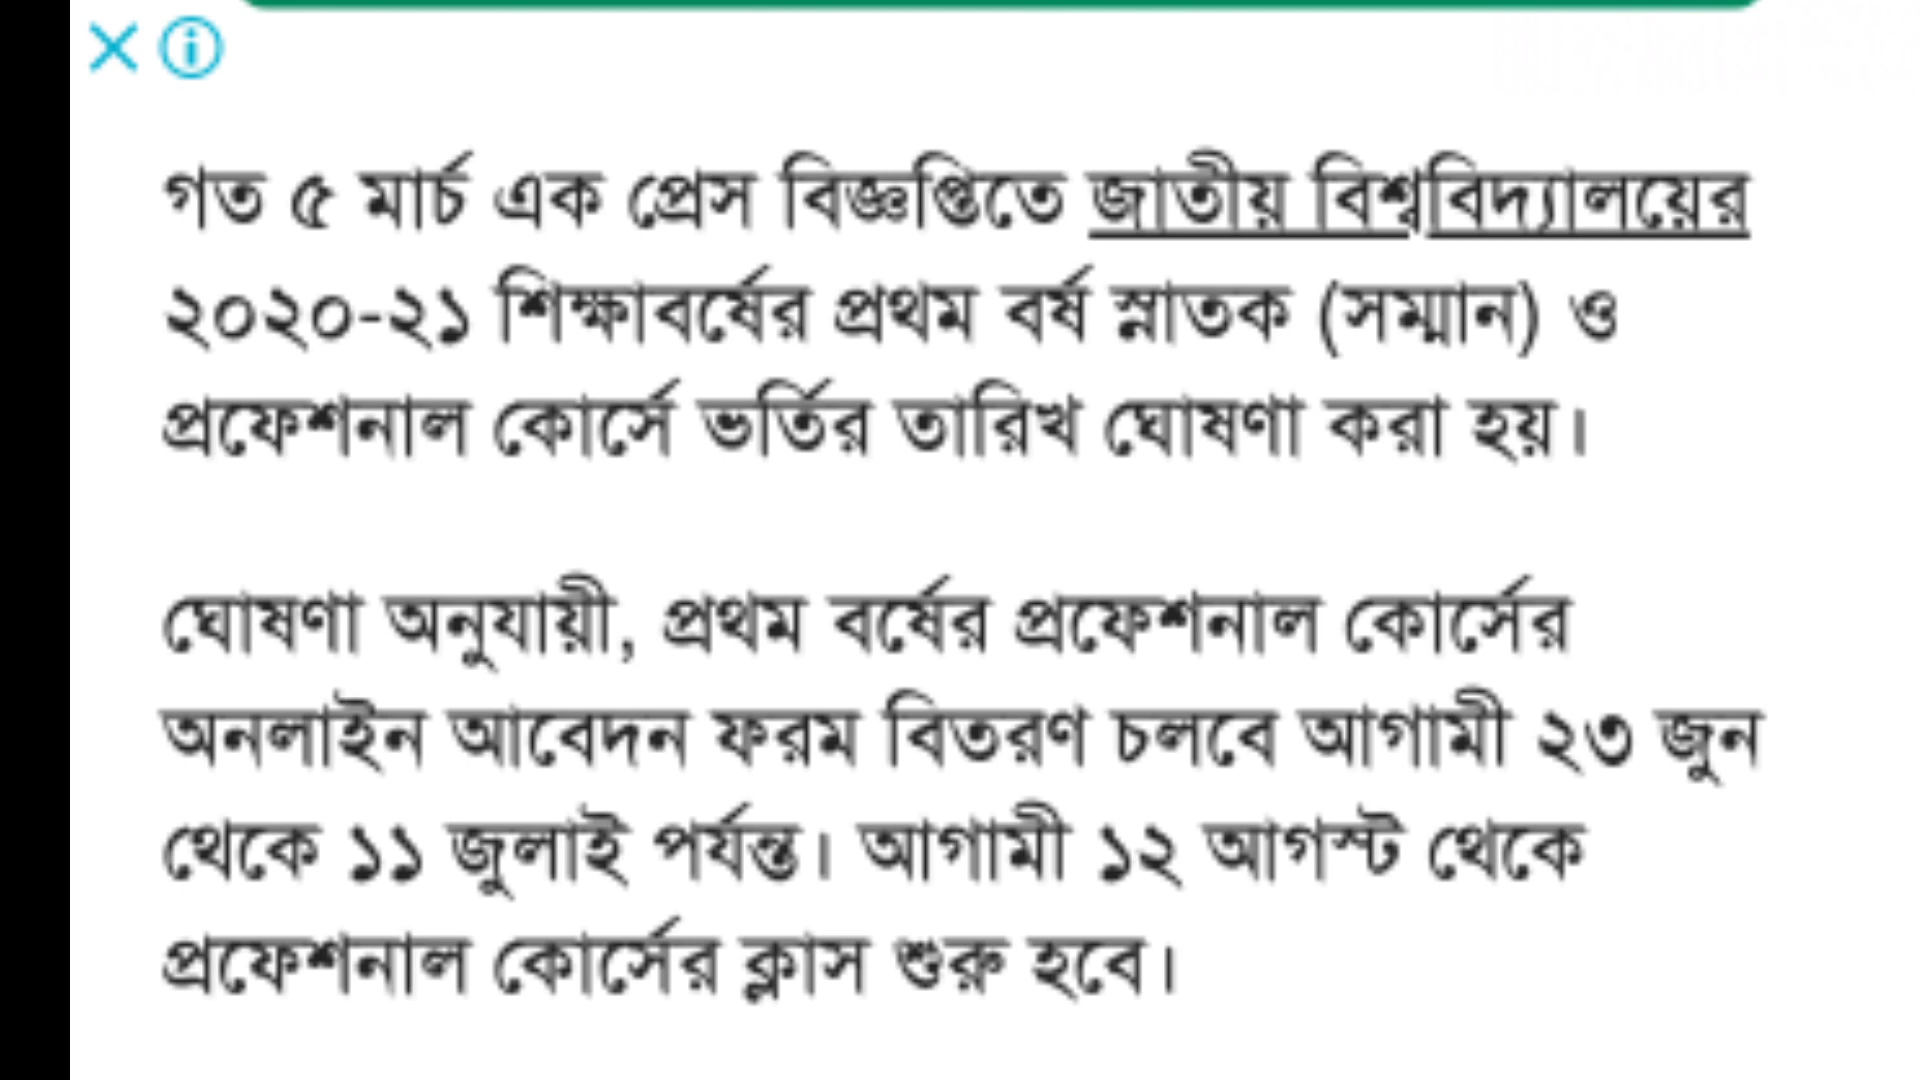 গত ৫ মার্চ এক প্রেস বিজ্ঞপ্তিতে জাতীয় বিশ্ববিদ্যালয়ের
২০২০-২১ শিক্ষাবর্ষের প্রথম বর্ষ স্নাতক (সম্মান) ও
প্রফেশনাল কোর্সে ভর্তির তারিখ ঘোষণা করা হয়।
ঘোষণা অনুযায়ী, প্রথম বর্ষের প্রফেশনাল কোর্সের
অনলাইন আবেদন ফরম বিতরণ চলবে আগামী ২৩ জুন
থেকে ১১ জুলাই পর্যন্ত। আগামী ১২ আগস্ট থেকে
প্রফেশনাল কোর্সের ক্লাস শুরু হবে।